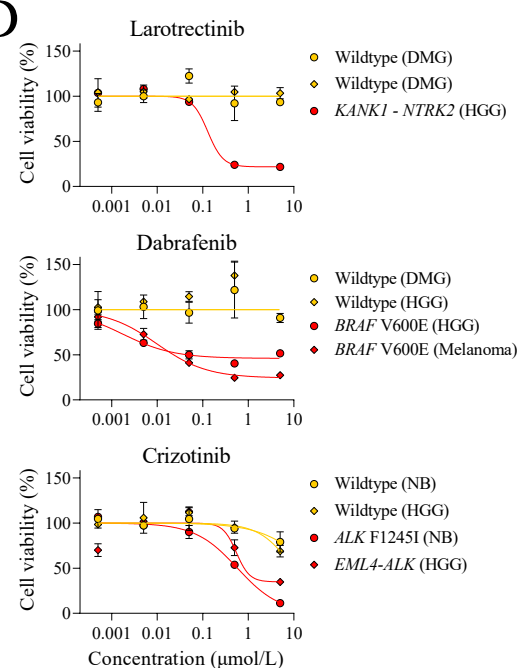 D
Larotrectinib
Cell viability (%)
150
100
50
0
0.001 0.01 0.1 1 10
Wildtype (DMG)
Wildtype (DMG)
KANK1 - NTRK2 (HGG)
Dabrafenib
Cell viability (%)
150
100
50
0
0.001 0.01 0.1 1 10
Wildtype (DMG)
Wildtype (HGG)
BRAF V600E (HGG)
BRAF V600E (Melanoma)
Crizotinib
Cell viability (%)
150
100
50
0
0.001 0.01 0.1 1 10
Concentration (μmol/L)
Wildtype (NB)
Wildtype (HGG)
ALK F1245I (NB)
EML4-ALK (HGG)